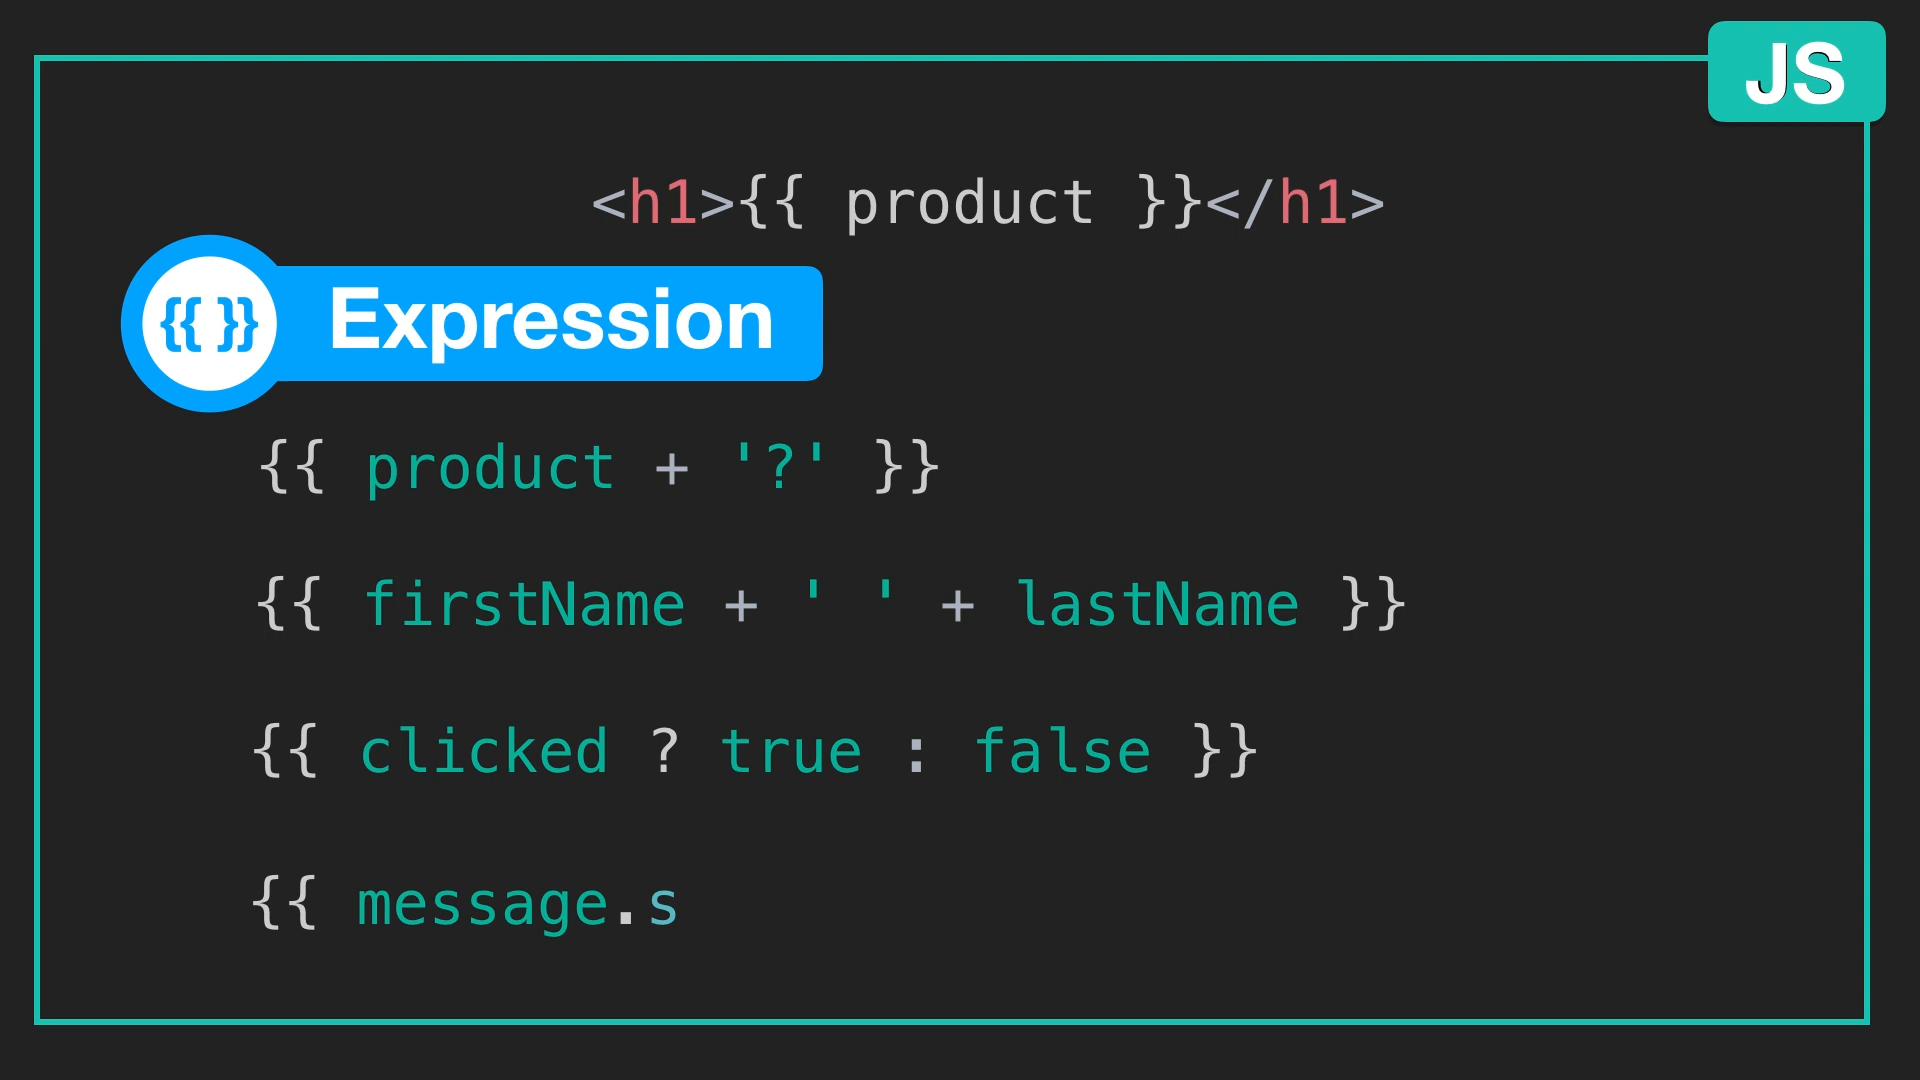 JS
<h1>{{ product }}</h1>
{{ }} Expression
{{ product + '?' }}
{{ firstName + ' ' + lastName }}
{{ clicked ? true : false }}
{{ message.s